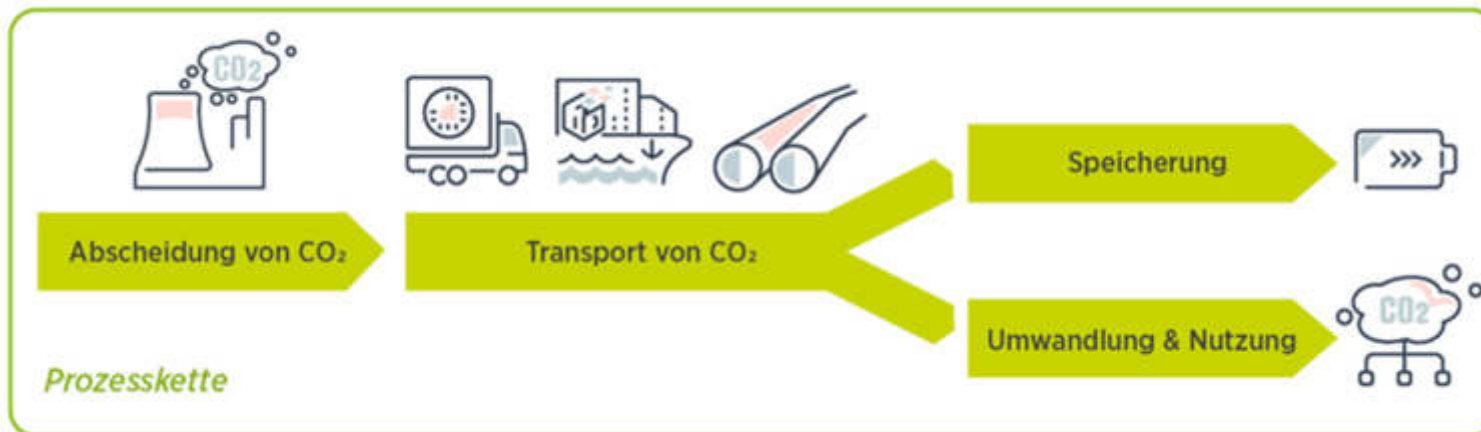 CO2
CO
Abscheidung von CO₂
Transport von CO₂
Speicherung
Umwandlung & Nutzung
CO2
Prozesskette